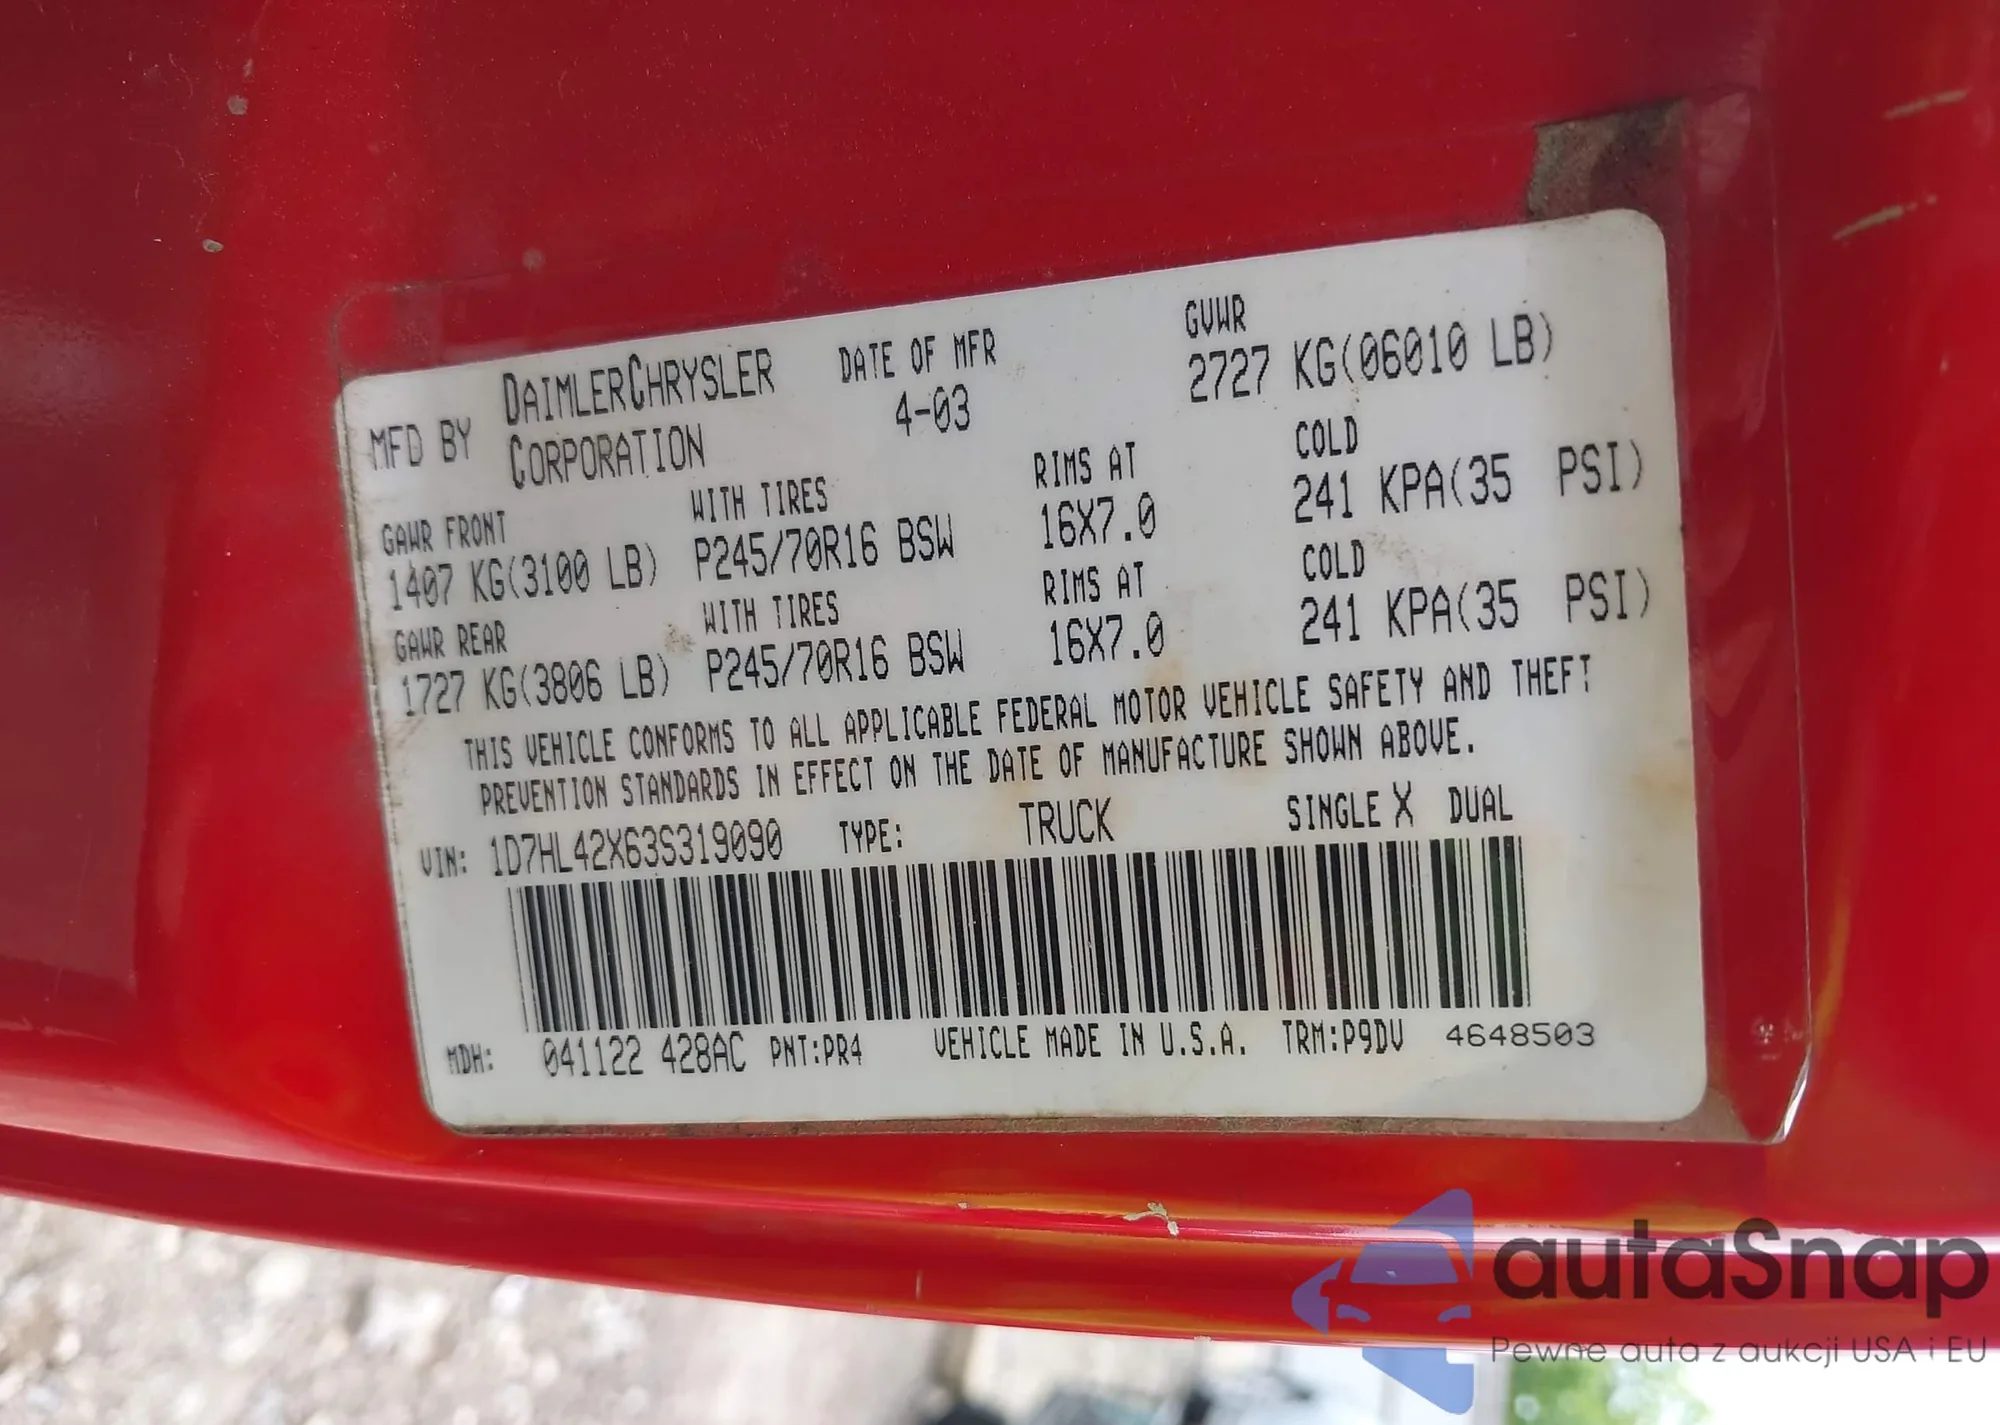 MFD BY DAIMLERCHRYSLER CORPORATION DATE OF MFR 4-03 GVWR 2727 KG(06010 LB)
GAWR FRONT WITH TIRES RIMS AT COLD
1407 KG(3100 LB) P245/70R16 BSW 16X7.0 241 KPA(35 PSI)
GAWR REAR WITH TIRES RIMS AT COLD
1727 KG(3806 LB) P245/70R16 BSW 16X7.0 241 KPA(35 PSI)
THIS VEHICLE CONFORMS TO ALL APPLICABLE FEDERAL MOTOR VEHICLE SAFETY AND THEFT
PREVENTION STANDARDS IN EFFECT ON THE DATE OF MANUFACTURE SHOWN ABOVE.
VIN: 1D7HL42X63S319090 TYPE: TRUCK SINGLE X DUAL
MDH: 041122 428AC PNT:PR4 VEHICLE MADE IN U.S.A. TRM:P9DV 4648503
autaSnap
Pewne auta z aukcji USA i EU